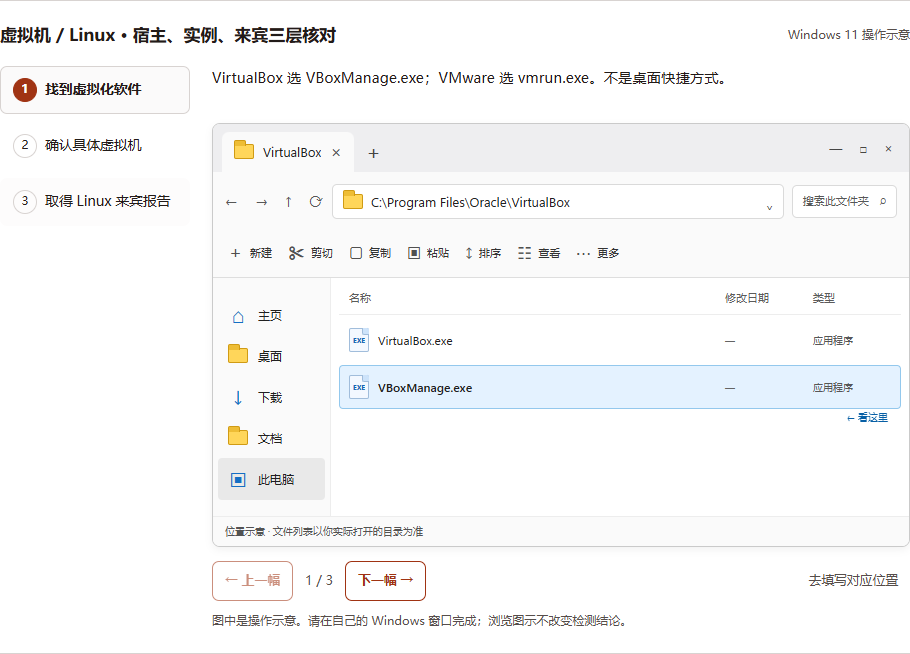 虚拟机 / Linux • 宿主、实例、来宾三层核对
Windows 11 操作示意
1 找到虚拟化软件
2 确认具体虚拟机
3 取得 Linux 来宾报告
VirtualBox 选 VBoxManage.exe；VMware 选 vmrun.exe。不是桌面快捷方式。
VirtualBox
C:\Program Files\Oracle\VirtualBox
搜索此文件夹
新建 剪切 复制 粘贴 排序 查看 更多
主页
桌面
下载
文档
此电脑
名称 修改日期 类型
EXE VirtualBox.exe — 应用程序
EXE VBoxManage.exe — 应用程序
←看这里
位置示意 · 文件列表以你实际打开的目录为准
← 上一幅 1 / 3 下一幅 →
去填写对应位置
图中是操作示意。请在自己的 Windows 窗口完成；浏览图示不改变检测结论。